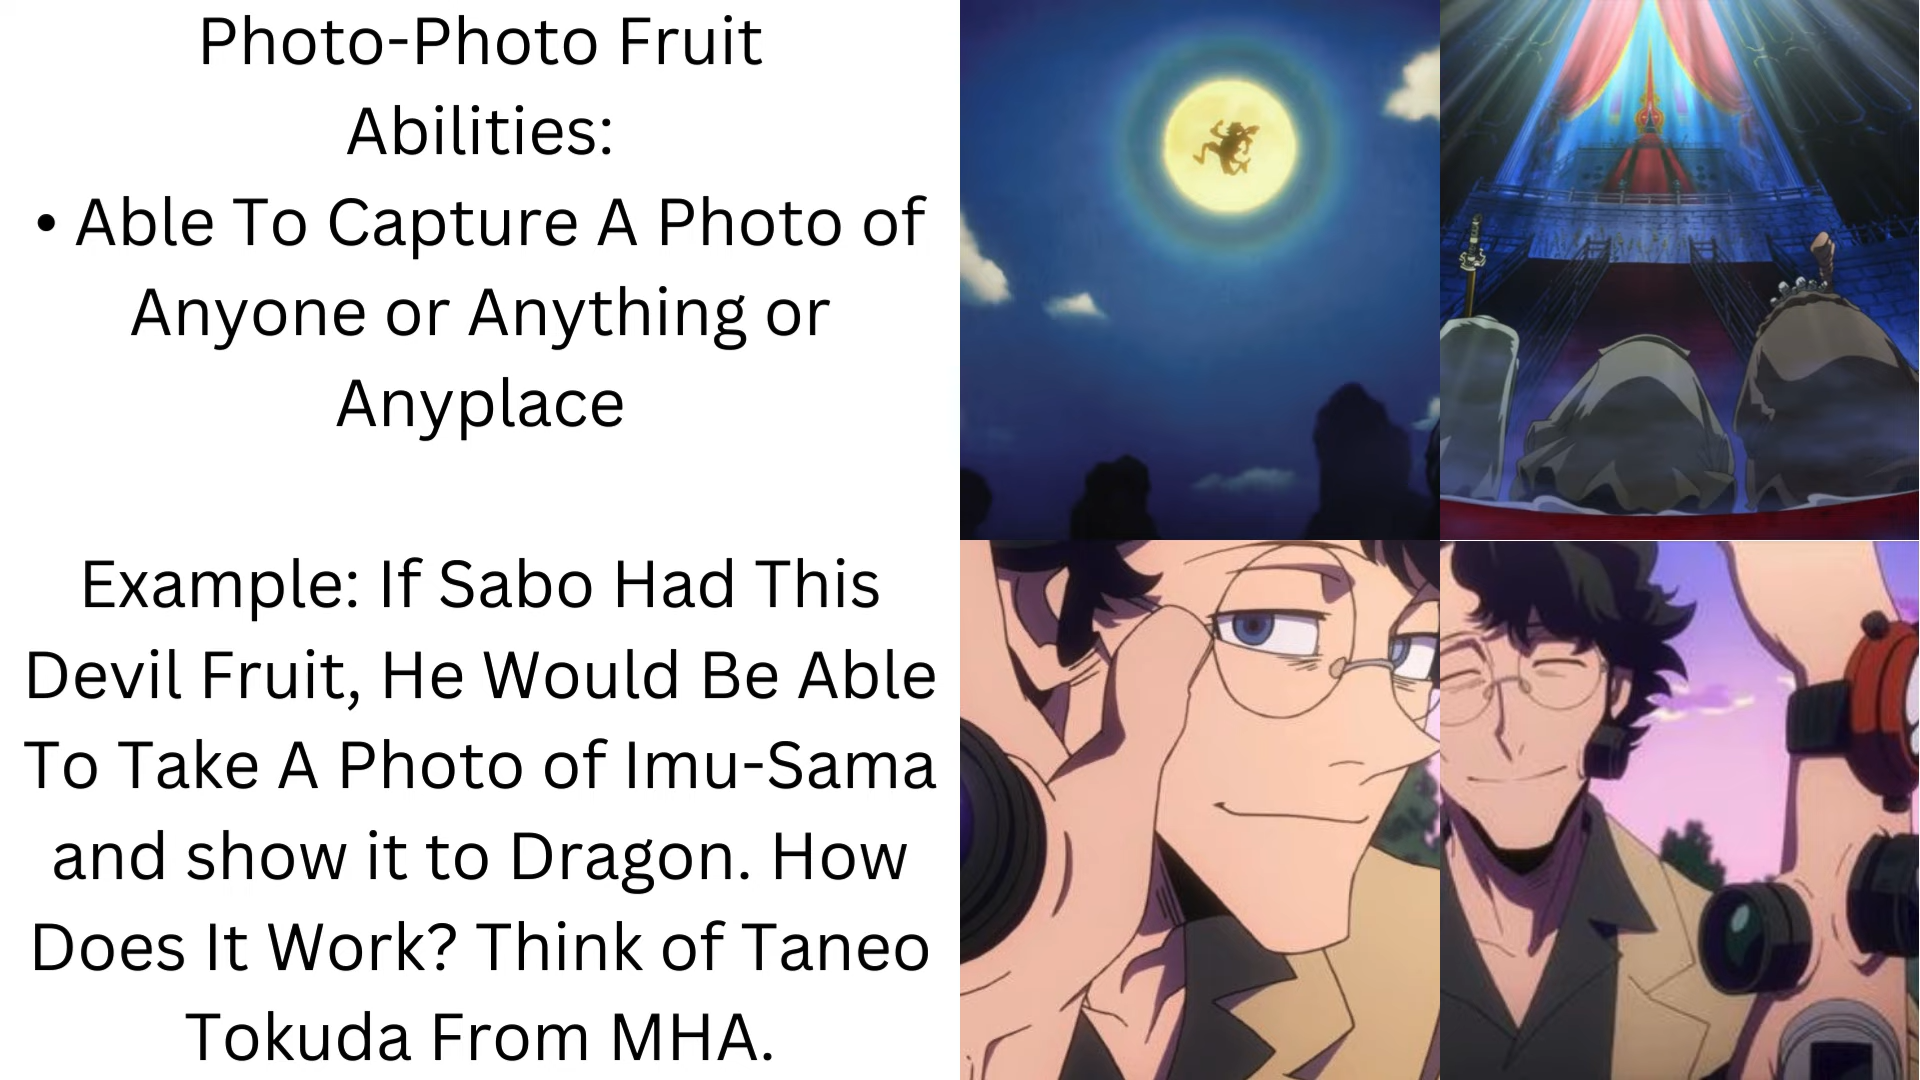 Photo-Photo Fruit
Abilities:
• Able To Capture A Photo of
Anyone or Anything or
Anyplace
Example: If Sabo Had This
Devil Fruit, He Would Be Able
To Take A Photo of Imu-Sama
and show it to Dragon. How
Does It Work? Think of Taneo
Tokuda From MHA.